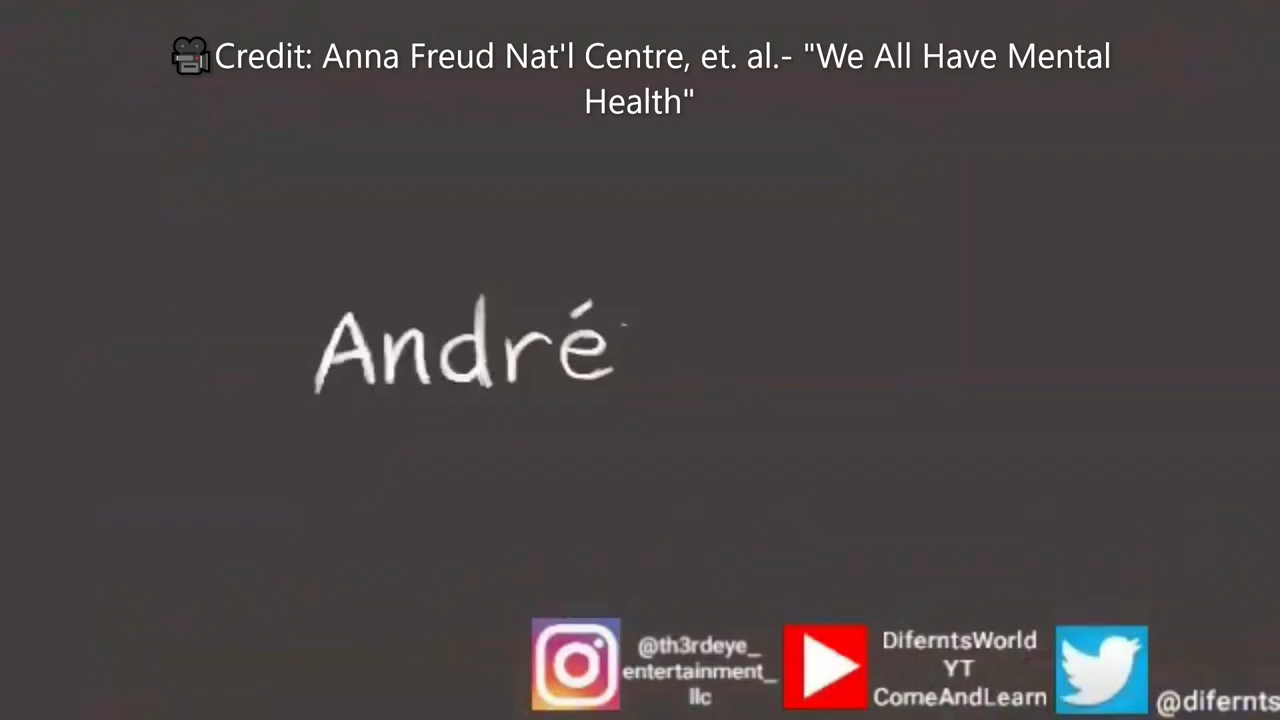 🎥Credit: Anna Freud Nat'l Centre, et. al.- "We All Have Mental
Health"
André
@th3rdeye_
entertainment_
llc
DiferntsWorld
YT
ComeAndLearn
@difernts